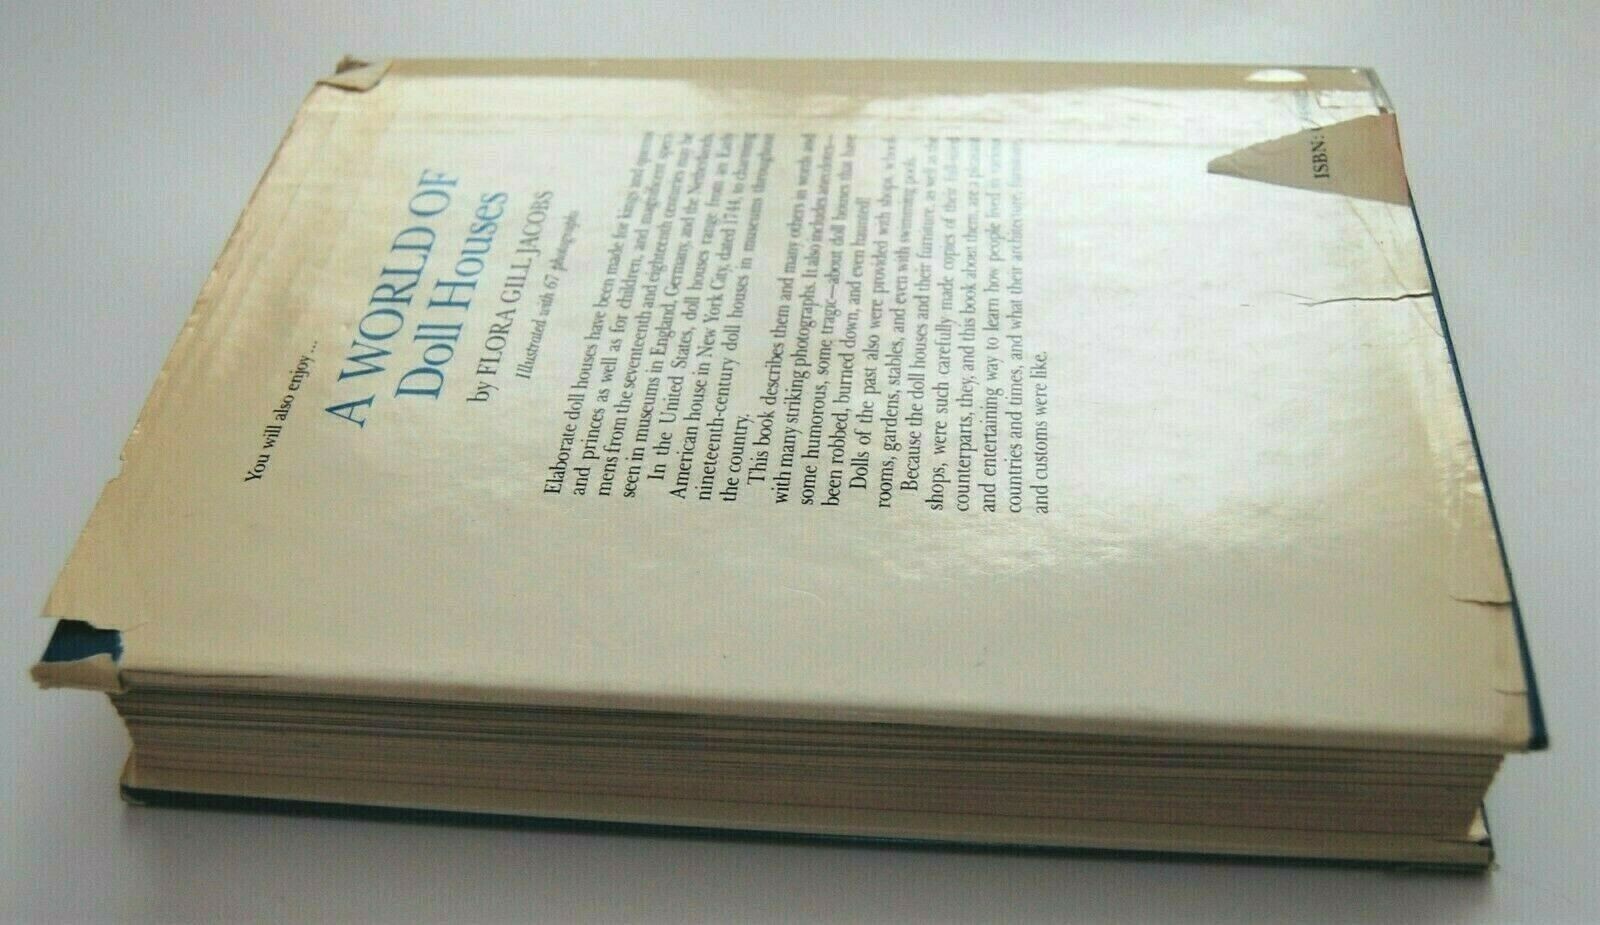 You will also enjoy ...
A WORLD OF
Doll Houses
by FLORA GILL JACOBS
Illustrated with 67 photographs
Elaborate doll houses have been made for kings and queens
and princes as well as for children, and magnificent speci-
mens from the seventeenth and eighteenth centuries may be
seen in museums in England, Germany, and the Netherlands.
In the United States, doll houses range from an Early
American house in New York City, dated 1744, to charming
nineteenth-century doll houses in museums throughout
the country.
This book describes them and many others in words and
with many striking photographs. It also includes anecdotes—
some humorous, some tragic—about doll houses that have
been robbed, burned down, and even haunted!
Dolls of the past also were provided with shops, school-
rooms, gardens, stables, and even with swimming pools.
Because the doll houses and their furniture, as well as the
shops, were such carefully made copies of their full-sized
counterparts, they, and this book about them, are a pleasant
and entertaining way to learn how people lived in various
countries and times, and what their architecture, furniture,
and customs were like.
ISBN: